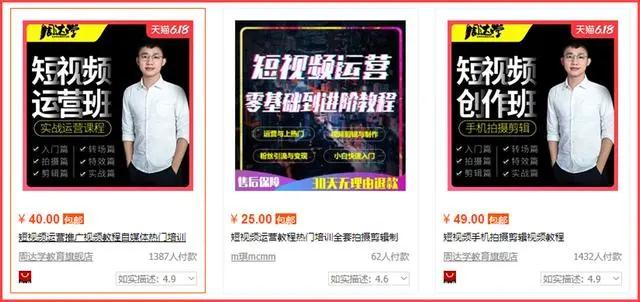 周达学
天猫6.18
短视频
运营班
实战运营课程
入门篇 转场篇
拍摄篇 特效篇
剪辑篇 实战篇
¥ 40.00 包邮
短视频运营推广视频教程自媒体热门培训
周达学教育旗舰店 1387人付款
如实描述: 4.9
短视频运营
零基础到进阶教程
运营与上热门 视频剪辑与制作
粉丝引流与变现 小白快速入门
售后保障 30天无理由退款
¥ 25.00 包邮
短视频运营教程热门培训全套拍摄剪辑制
m琪mcmm 62人付款
如实描述: 4.6
周达学
天猫6.18
短视频
创作班
手机拍摄剪辑
入门篇 转场篇
拍摄篇 特效篇
剪辑篇 实战篇
¥ 49.00 包邮
短视频手机拍摄剪辑视频教程
周达学教育旗舰店 1432人付款
如实描述: 4.9